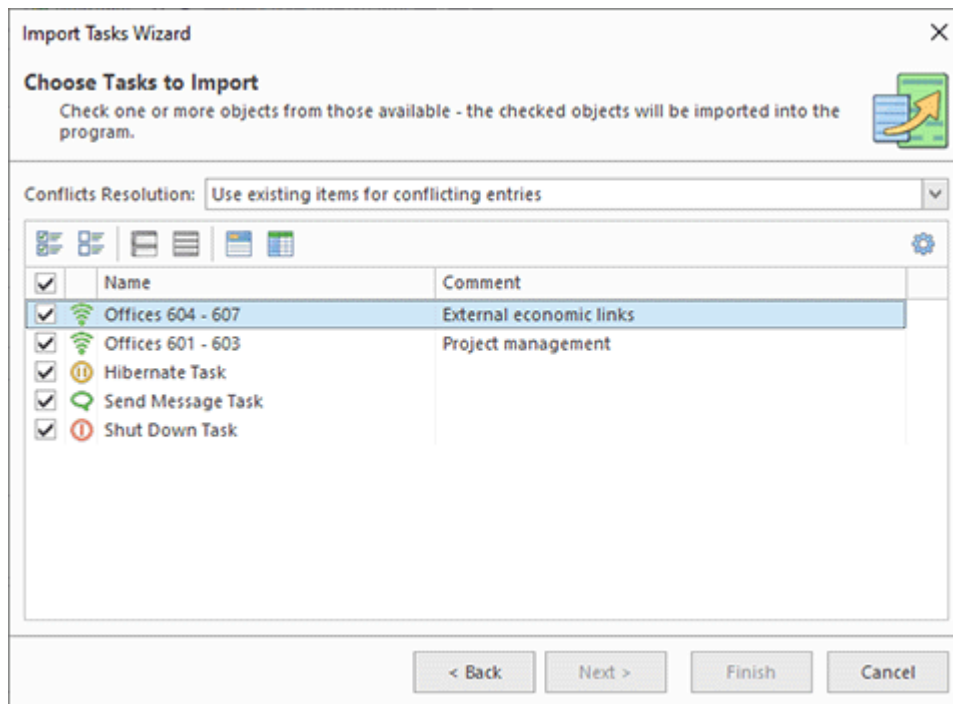 Import Tasks Wizard
Choose Tasks to Import
Check one or more objects from those available - the checked objects will be imported into the
program.
Conflicts Resolution: Use existing items for conflicting entries
Name Comment
Offices 604 - 607 External economic links
Offices 601 - 603 Project management
Hibernate Task
Send Message Task
Shut Down Task
< Back Next > Finish Cancel